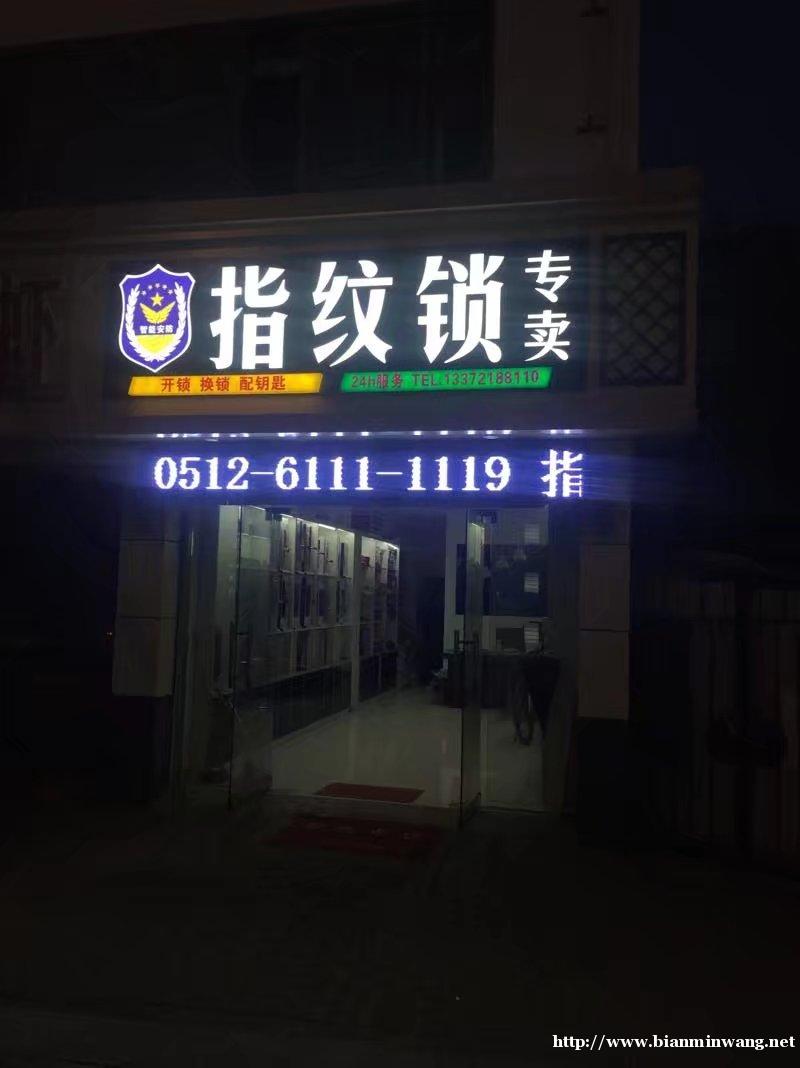 智能安防
指纹锁专卖
开锁 换锁 配钥匙
24h服务 TEL:13372188110
0512-6111-1119 指
http://www.bianminwang.net